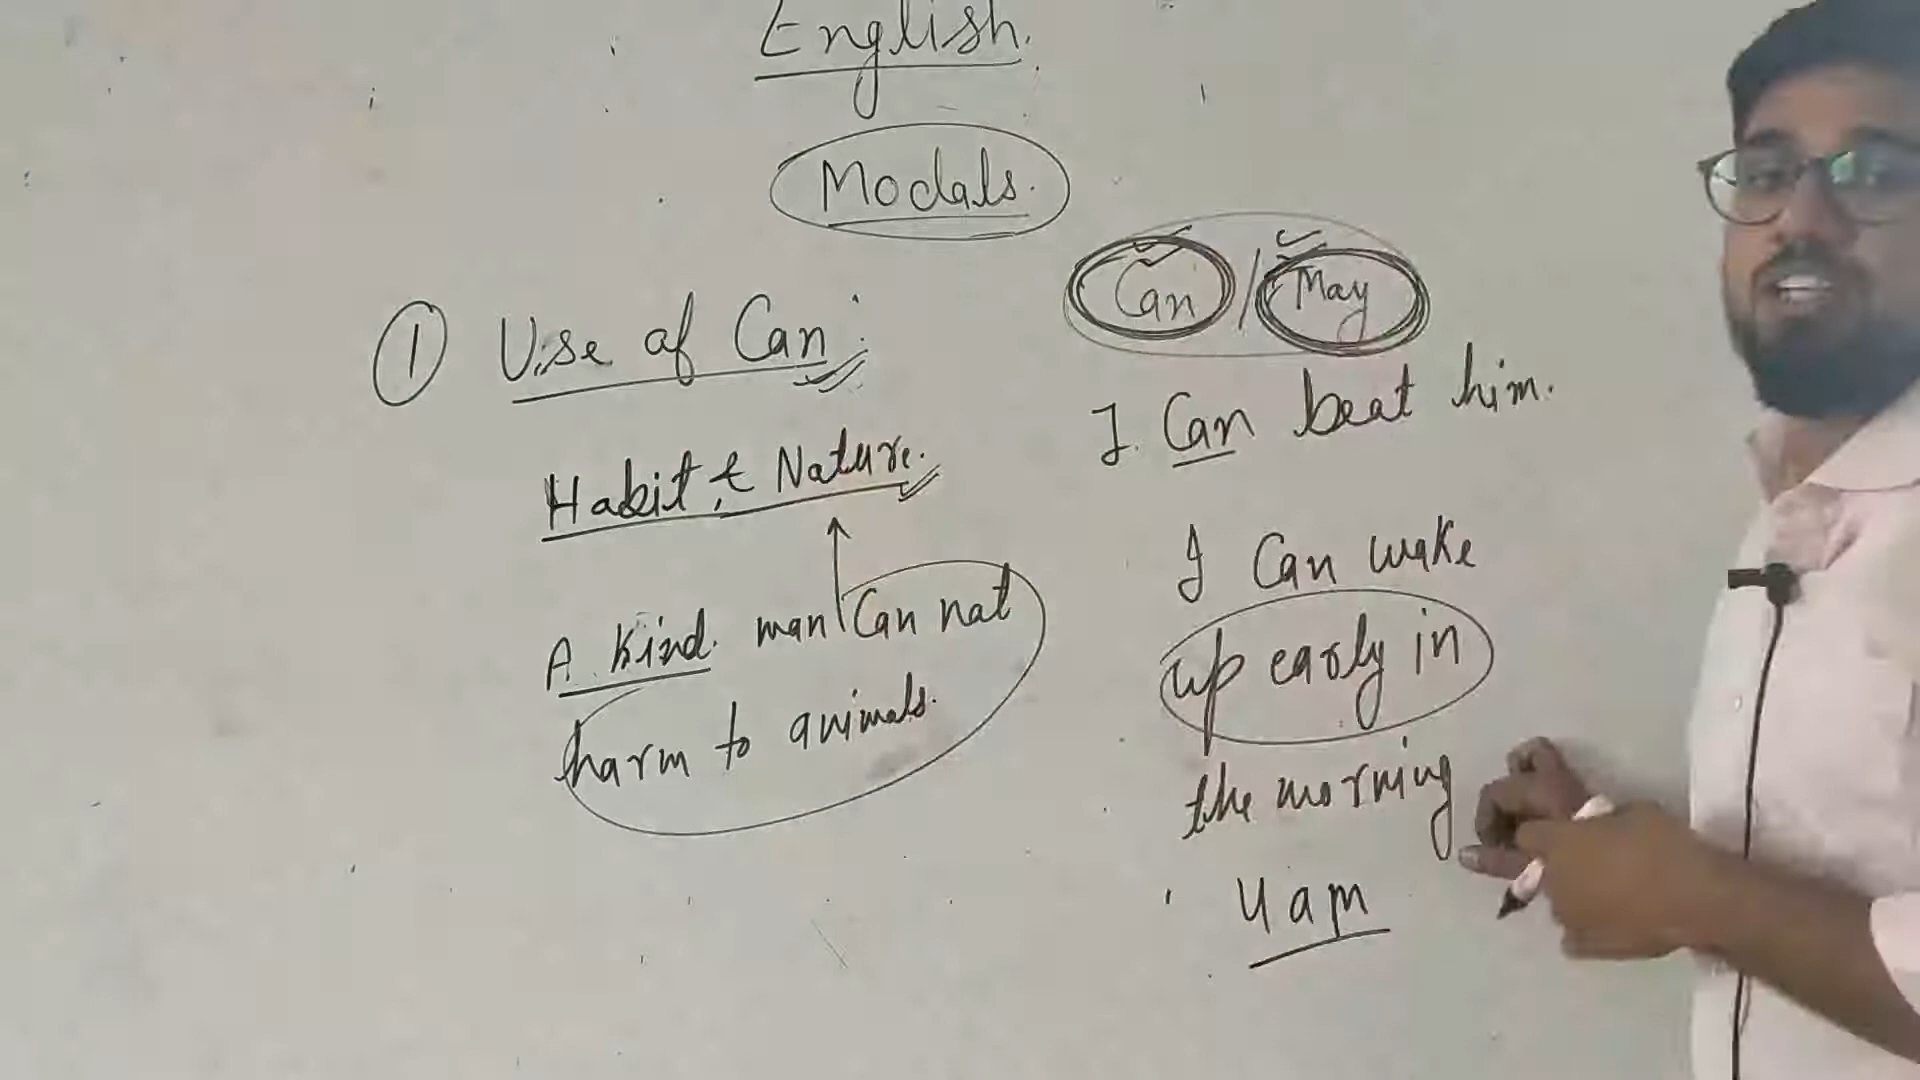 English.
Modals.
① Use of Can:
Habit & Nature.
A kind man Can not
harm to animals.
Can / May
I Can beat him.
I Can wake
up early in
the morning
4 am